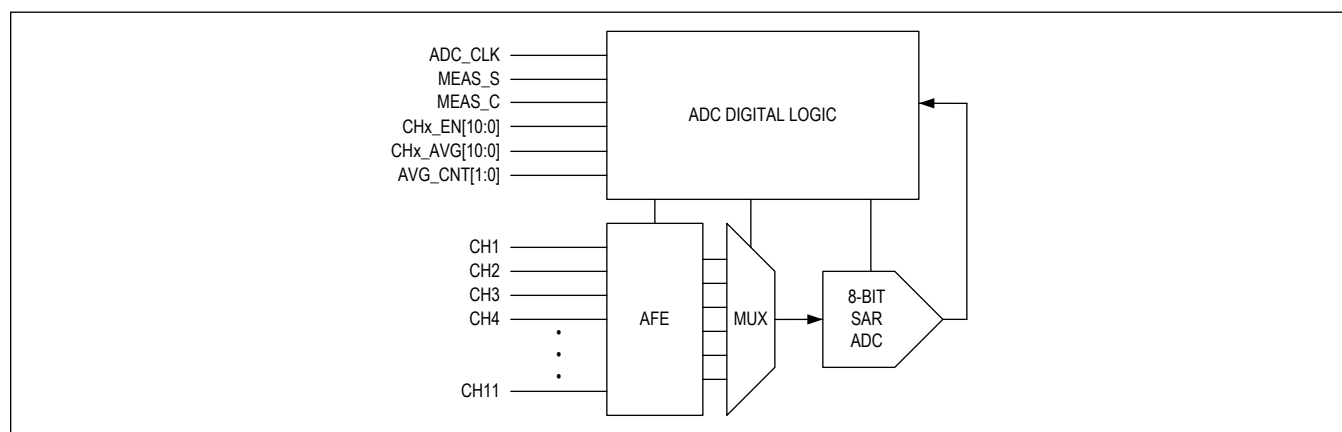 ADC_CLK
MEAS_S
MEAS_C
CHx_EN[10:0]
CHx_AVG[10:0]
AVG_CNT[1:0]
ADC DIGITAL LOGIC
CH1
CH2
CH3
CH4
CH11
AFE
MUX
8-BIT
SAR
ADC